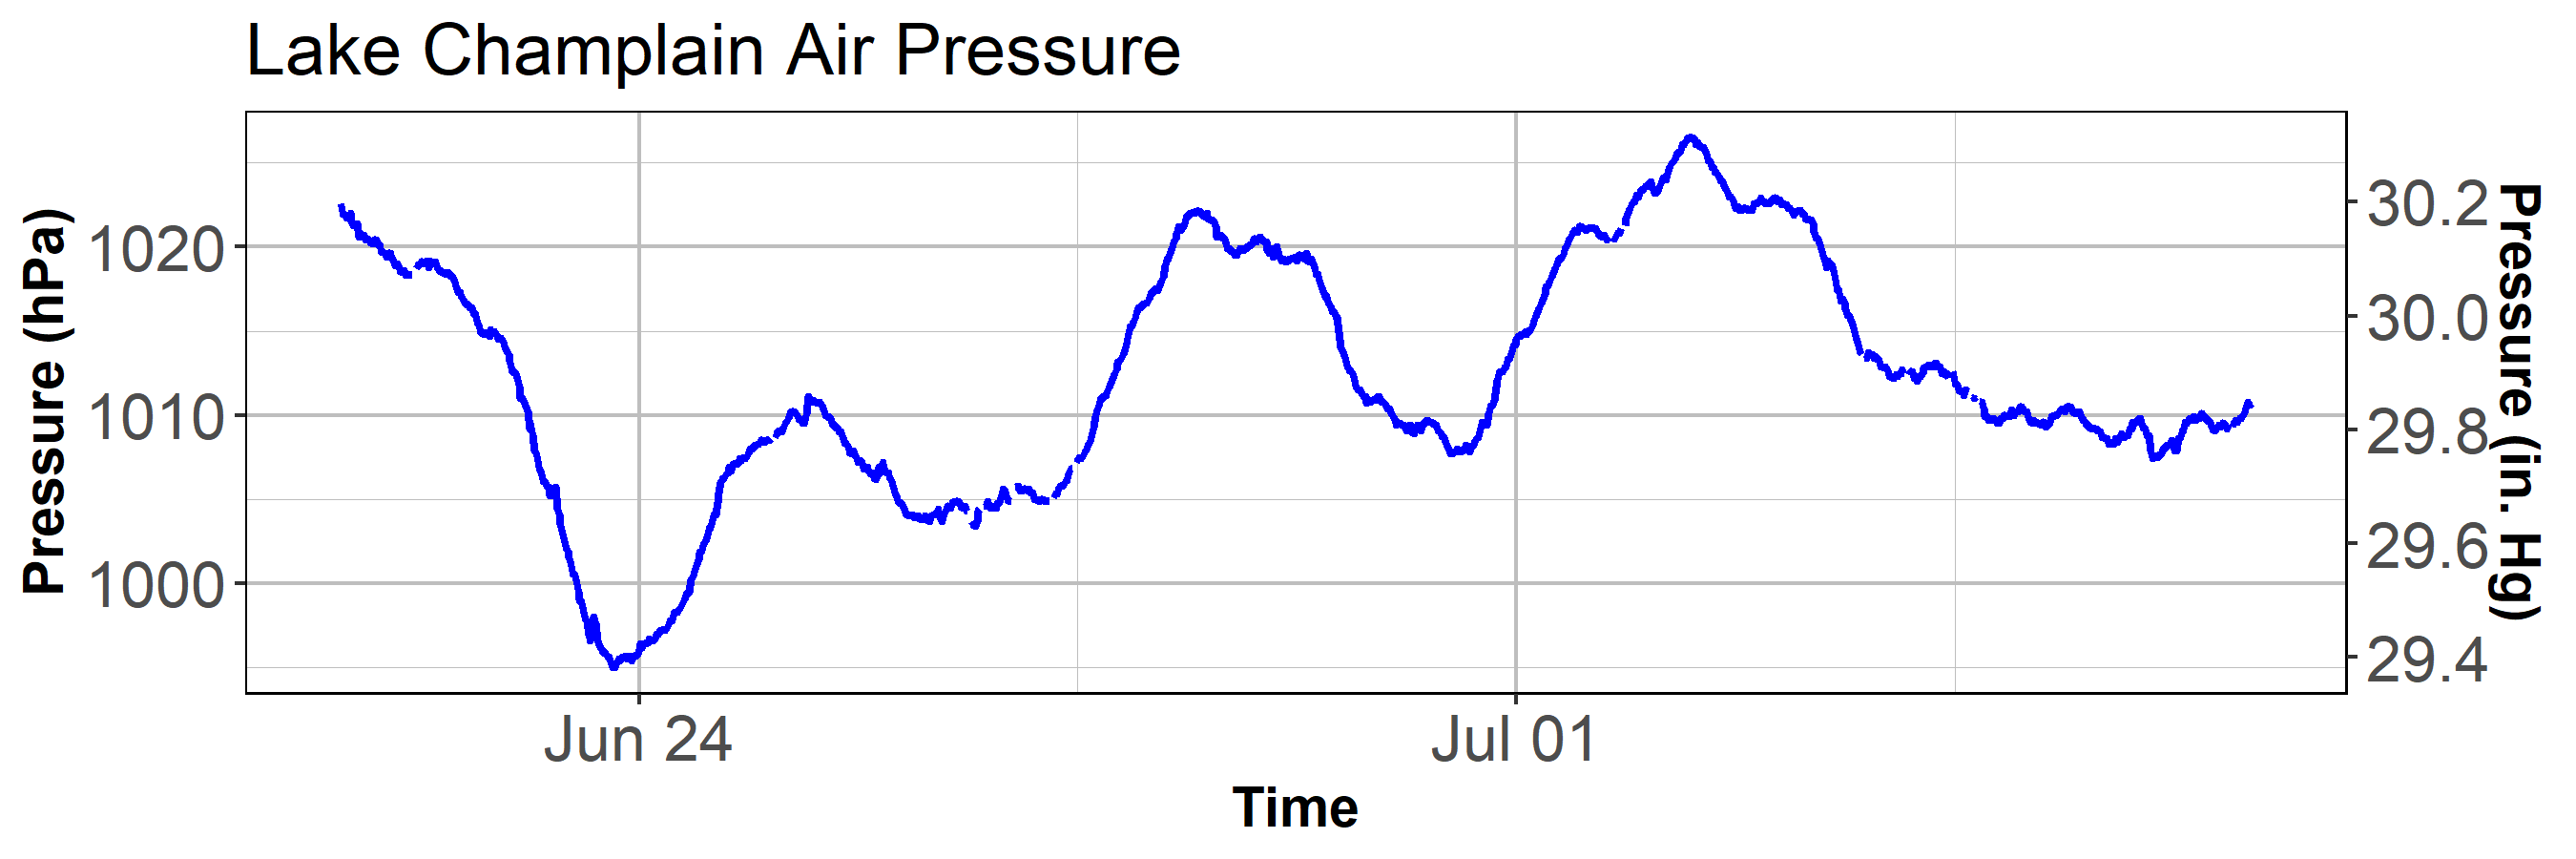 Lake Champlain Air Pressure
Pressure (hPa)
1020
1010
1000
30.2
30.0
29.8
29.6
29.4
Pressure (in. Hg)
Jun 24
Jul 01
Time